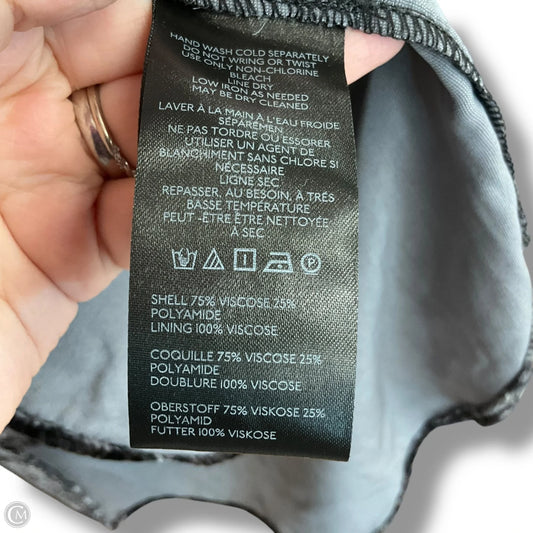 HAND WASH COLD SEPARATELY
DO NOT WRING OR TWIST
USE ONLY NON-CHLORINE
BLEACH
LINE DRY
LOW IRON AS NEEDED
MAY BE DRY CLEANED
LAVER À LA MAIN À L'EAU FROIDE
SÉPARÉMEN
NE PAS TORDRE OU ESSORER
UTILISER UN AGENT DE
BLANCHIMENT SANS CHLORE SI
NÉCESSAIRE
LIGNE SEC
REPASSER, AU BESOIN, À TRÉS
BASSE TEMPÉRATURE
PEUT -ÊTRE ÊTRE NETTOYÉE
À SEC
P
SHELL 75% VISCOSE 25%
POLYAMIDE
LINING 100% VISCOSE
COQUILLE 75% VISCOSE 25%
POLYAMIDE
DOUBLURE 100% VISCOSE
OBERSTOFF 75% VISKOSE 25%
POLYAMID
FUTTER 100% VISKOSE
CM